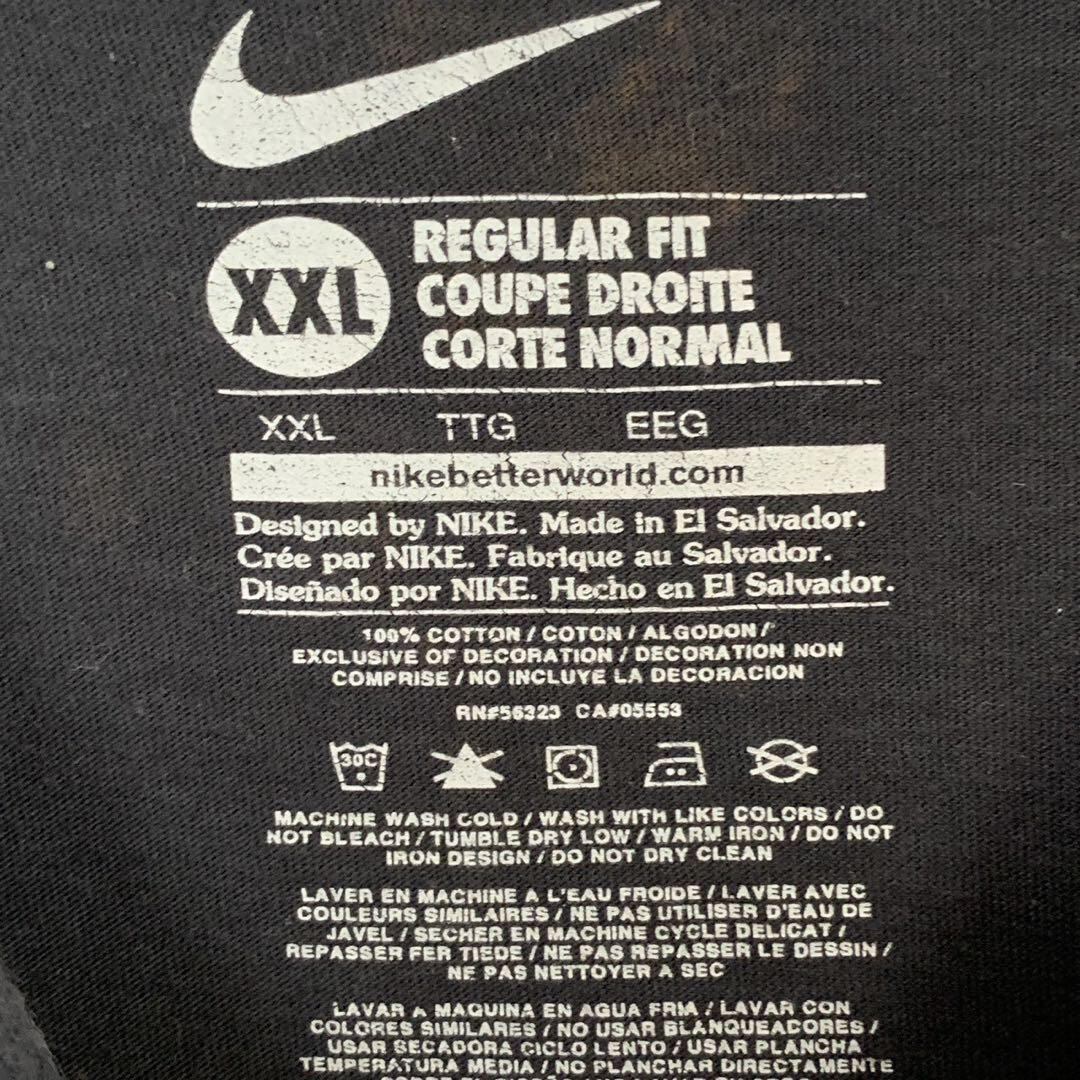 XXL
REGULAR FIT
COUPE DROITE
CORTE NORMAL
XXL TTG EEG
nikebetterworld.com
Designed by NIKE. Made in El Salvador.
Crée par NIKE. Fabrique au Salvador.
Diseñado por NIKE. Hecho en El Salvador.
100% COTTON / COTON / ALGODON /
EXCLUSIVE OF DECORATION / DECORATION NON
COMPRISE / NO INCLUYE LA DECORACION
RN#56323 CA#05553
30C
MACHINE WASH COLD / WASH WITH LIKE COLORS / DO
NOT BLEACH / TUMBLE DRY LOW / WARM IRON / DO NOT
IRON DESIGN / DO NOT DRY CLEAN
LAVER EN MACHINE A L'EAU FROIDE / LAVER AVEC
COULEURS SIMILAIRES / NE PAS UTILISER D'EAU DE
JAVEL / SECHER EN MACHINE CYCLE DELICAT /
REPASSER FER TIEDE / NE PAS REPASSER LE DESSIN /
NE PAS NETTOYER A SEC
LAVAR A MAQUINA EN AGUA FRIA / LAVAR CON
COLORES SIMILARES / NO USAR BLANQUEADORES /
USAR SECADORA CICLO LENTO / USAR PLANCHA
TEMPERATURA MEDIA / NO PLANCHAR DIRECTAMENTE